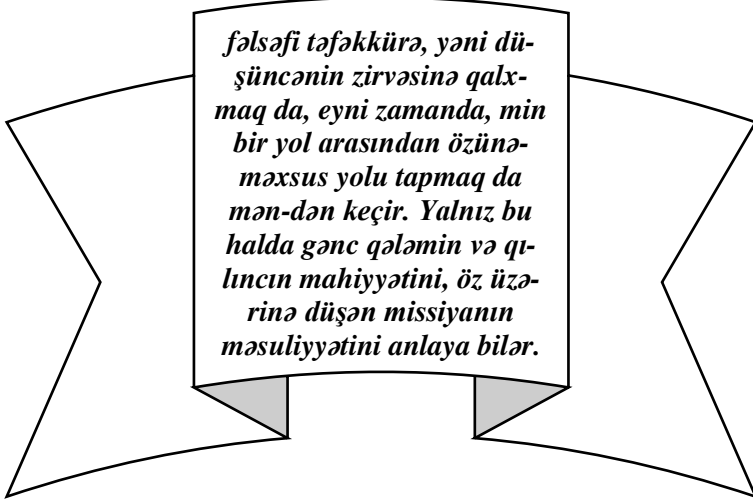 fəlsəfi təfəkkürə, yəni dü-
şüncənin zirvəsinə qalx-
maq da, eyni zamanda, min
bir yol arasından özünə-
məxsus yolu tapmaq da
mən-dən keçir. Yalnız bu
halda gənc qələmin və qı-
lıncın mahiyyətini, öz üzə-
rinə düşən missiyanın
məsuliyyətini anlaya bilər.